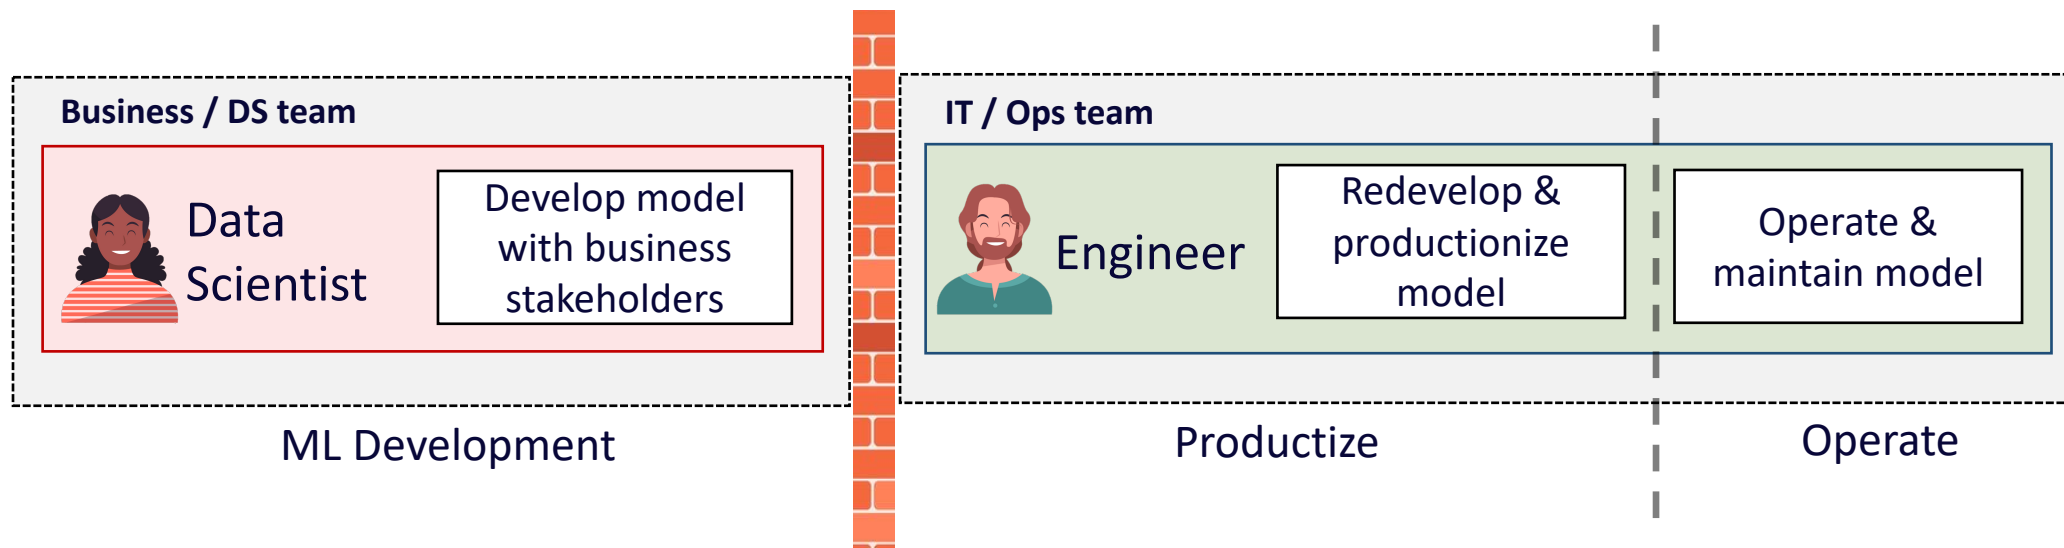 Business / DS team
Data
Scientist
Develop model
with business
stakeholders
ML Development
IT / Ops team
Engineer
Redevelop &
productionize
model
Operate &
maintain model
Productize
Operate